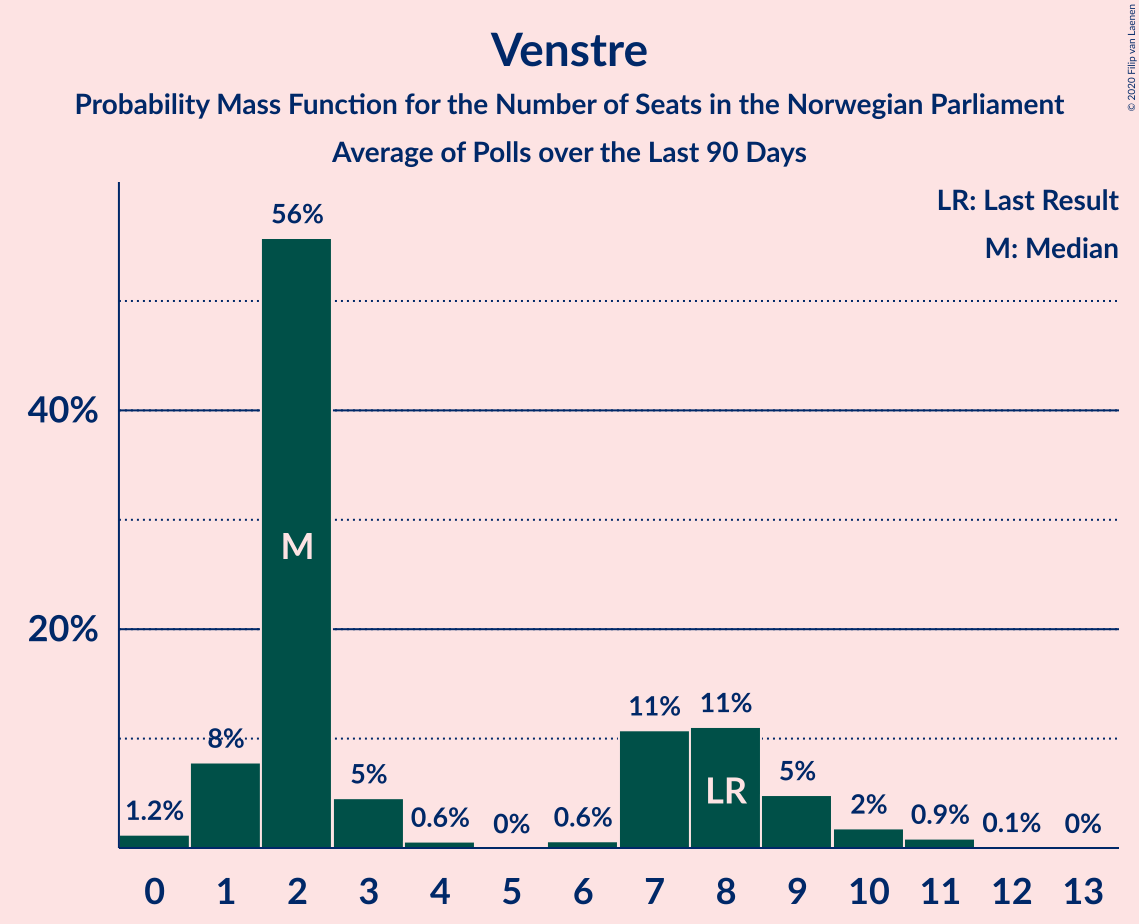 Venstre
Probability Mass Function for the Number of Seats in the Norwegian Parliament
Average of Polls over the Last 90 Days
© 2020 Filip van Laenen
LR: Last Result
M: Median
56%
40%
M
20%
11%
11%
8%
5%
5%
LR
1.2%
0.6%
0%
0.6%
2%
0.9%
0.1%
0%
0 1 2 3 4 5 6 7 8 9 10 11 12 13